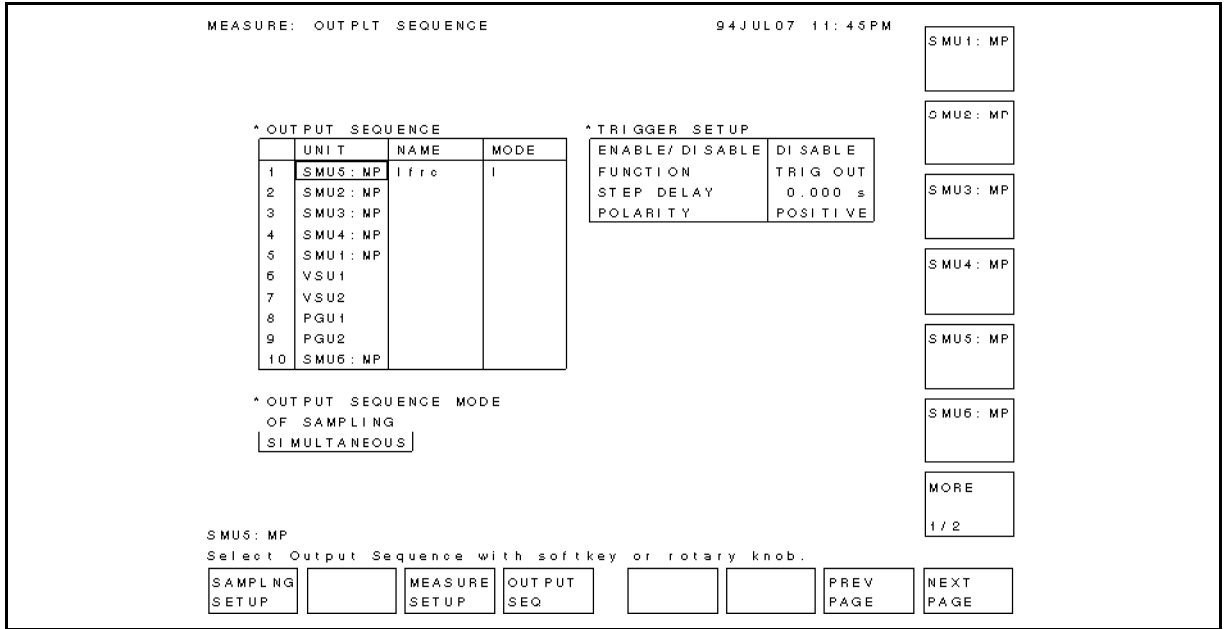 MEASURE: OUTPUT SEQUENCE 94JUL07 11:45PM
*OUTPUT SEQUENCE
UNIT NAME MODE
1 SMU5:MP Ifrc I
2 SMU2:MP
3 SMU3:MP
4 SMU4:MP
5 SMU1:MP
6 VSU1
7 VSU2
8 PGU1
9 PGU2
10 SMU6:MP
*TRIGGER SETUP
ENABLE/DISABLE DISABLE
FUNCTION TRIG OUT
STEP DELAY 0.000 s
POLARITY POSITIVE
*OUTPUT SEQUENCE MODE
OF SAMPLING
SIMULTANEOUS
SMU1:MP
SMU2:MP
SMU3:MP
SMU4:MP
SMU5:MP
SMU6:MP
MORE
1/2
SMU5:MP
Select Output Sequence with softkey or rotary knob.
SAMPLNG
SETUP
MEASURE
SETUP
OUTPUT
SEQ
PREV
PAGE
NEXT
PAGE